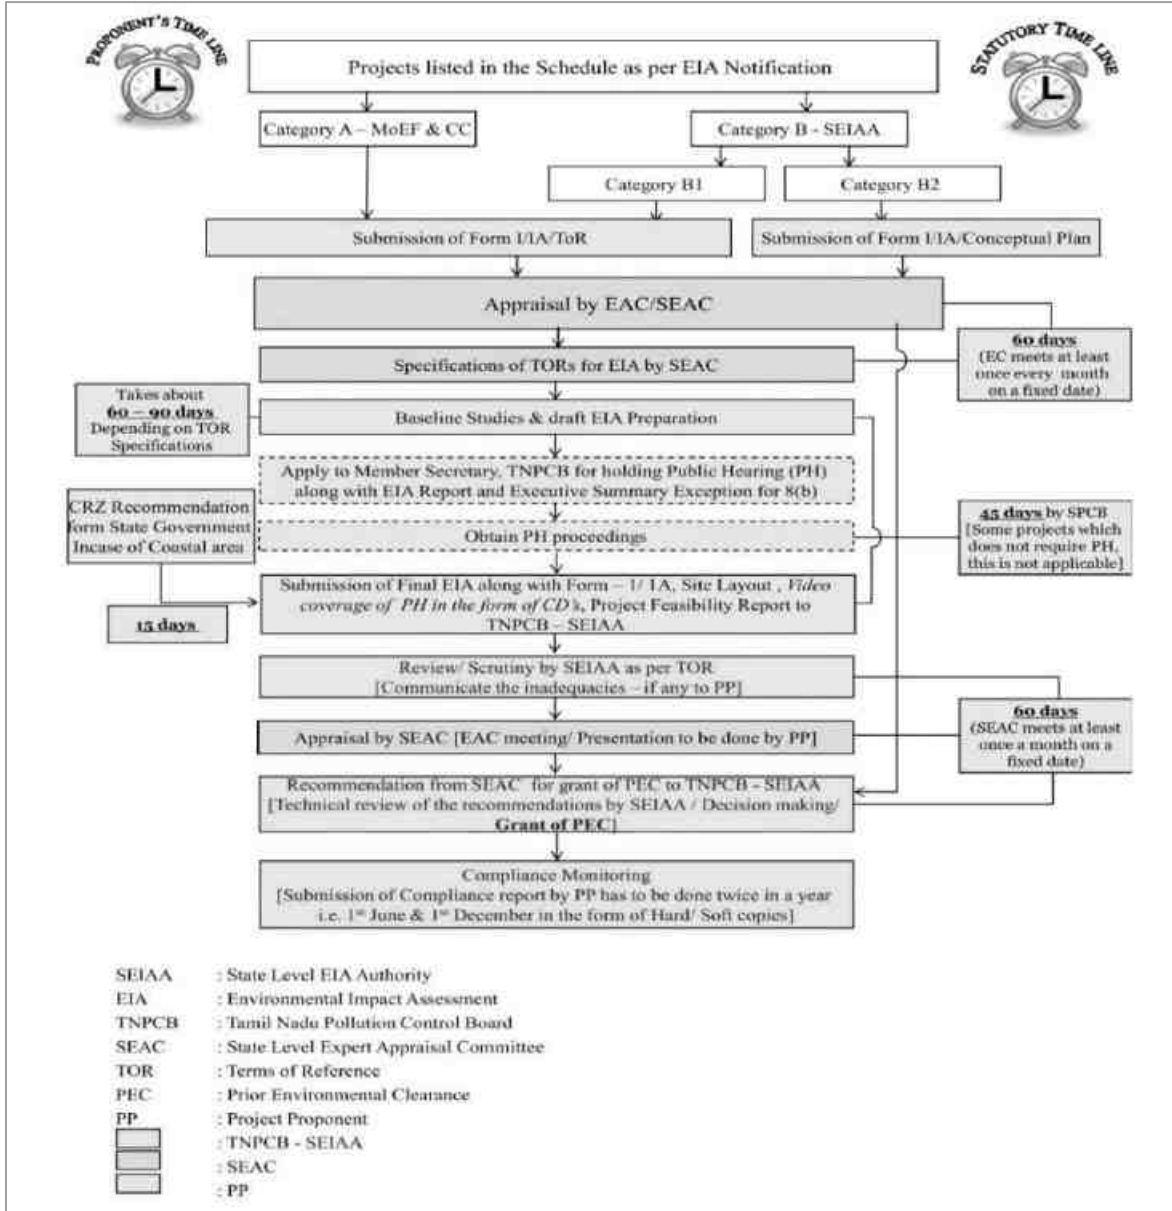 PROPONENT'S TIME LINE
STATUTORY TIME LINE
Projects listed in the Schedule as per EIA Notification
Category A – MoEF & CC
Category B - SEIAA
Category B1
Category B2
Submission of Form I/IA/ToR
Submission of Form I/IA/Conceptual Plan
Appraisal by EAC/SEAC
60 days
(EC meets at least
once every month
on a fixed date)
Specifications of TORs for EIA by SEAC
Takes about
60 – 90 days
Depending on TOR
Specifications
Baseline Studies & draft EIA Preparation
Apply to Member Secretary, TNPCB for holding Public Hearing (PH)
along with EIA Report and Executive Summary Exception for 8(b)
CRZ Recommendation
form State Government
Incase of Coastal area
45 days by SPCB
[Some projects which
does not require PH,
this is not applicable]
Obtain PH proceedings
Submission of Final EIA along with Form – 1/ 1A, Site Layout , Video
coverage of PH in the form of CD's, Project Feasibility Report to
TNPCB – SEIAA
15 days
Review/ Scrutiny by SEIAA as per TOR
[Communicate the inadequacies – if any to PP]
60 days
(SEAC meets at least
once a month on a
fixed date)
Appraisal by SEAC [EAC meeting/ Presentation to be done by PP]
Recommendation from SEAC for grant of PEC to TNPCB - SEIAA
[Technical review of the recommendations by SEIAA / Decision making/
Grant of PEC]
Compliance Monitoring
[Submission of Compliance report by PP has to be done twice in a year
i.e. 1st June & 1st December in the form of Hard/ Soft copies]
SEIAA : State Level EIA Authority
EIA : Environmental Impact Assessment
TNPCB : Tamil Nadu Pollution Control Board
SEAC : State Level Expert Appraisal Committee
TOR : Terms of Reference
PEC : Prior Environmental Clearance
PP : Project Proponent
: TNPCB - SEIAA
: SEAC
: PP